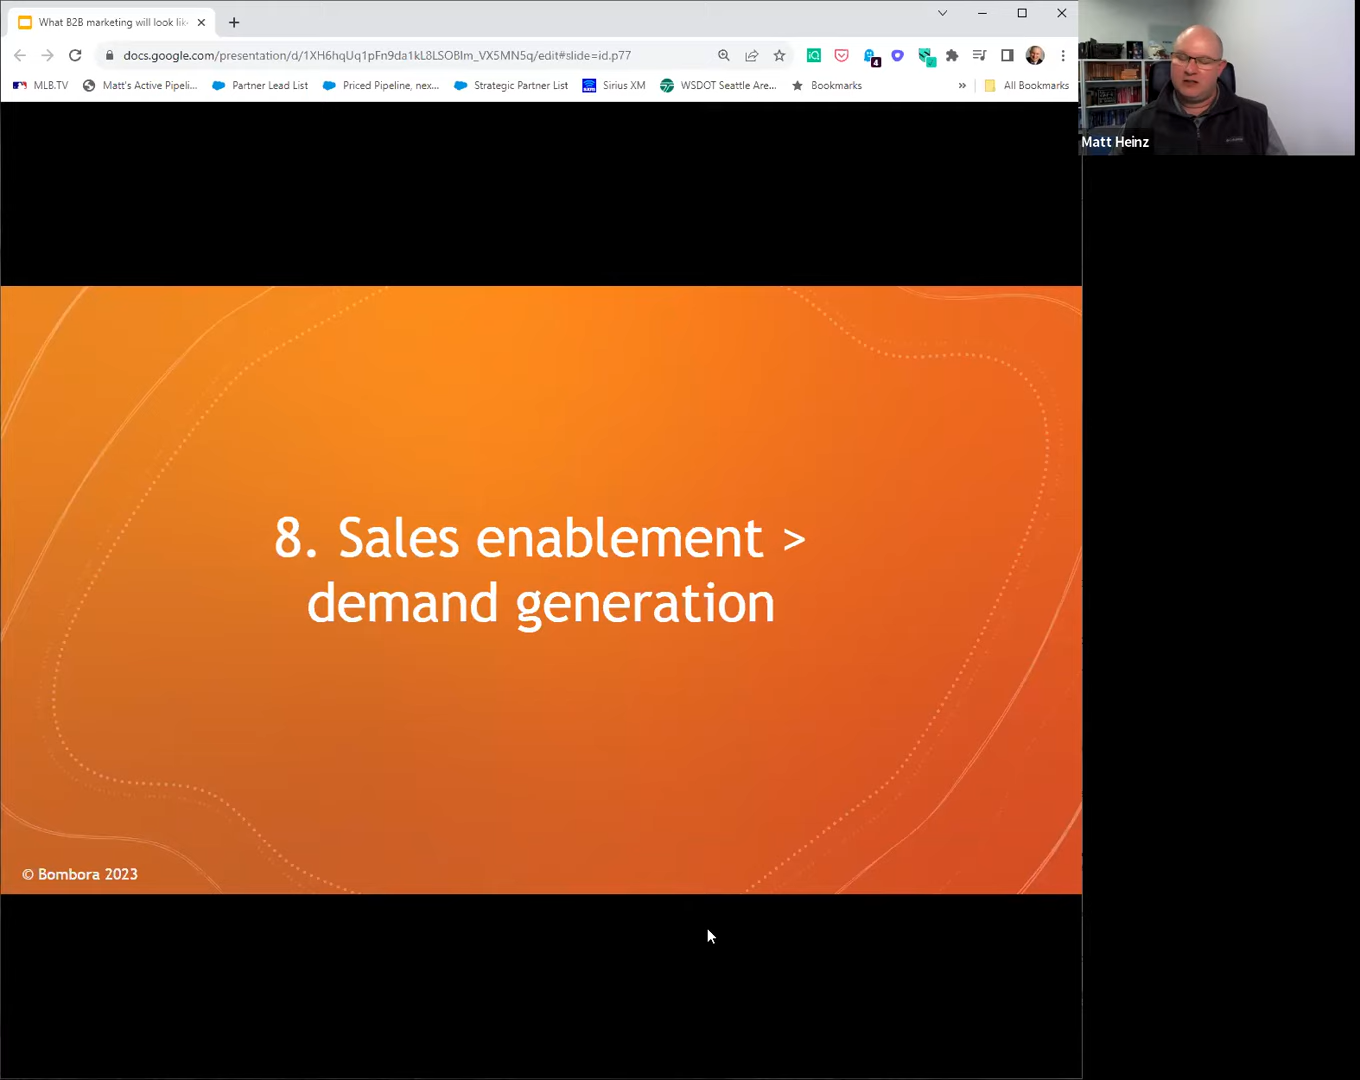 What B2B marketing will look lik
docs.google.com/presentation/d/1XH6hqUq1pFn9da1kL8LSOBIm_VX5MN5q/edit#slide=id.p77
4
MLB.TV
Matt's Active Pipeli...
Partner Lead List
Priced Pipeline, nex...
Strategic Partner List
Sirius XM
WSDOT Seattle Are...
Bookmarks
»
All Bookmarks
Matt Heinz
8. Sales enablement >
demand generation
© Bombora 2023